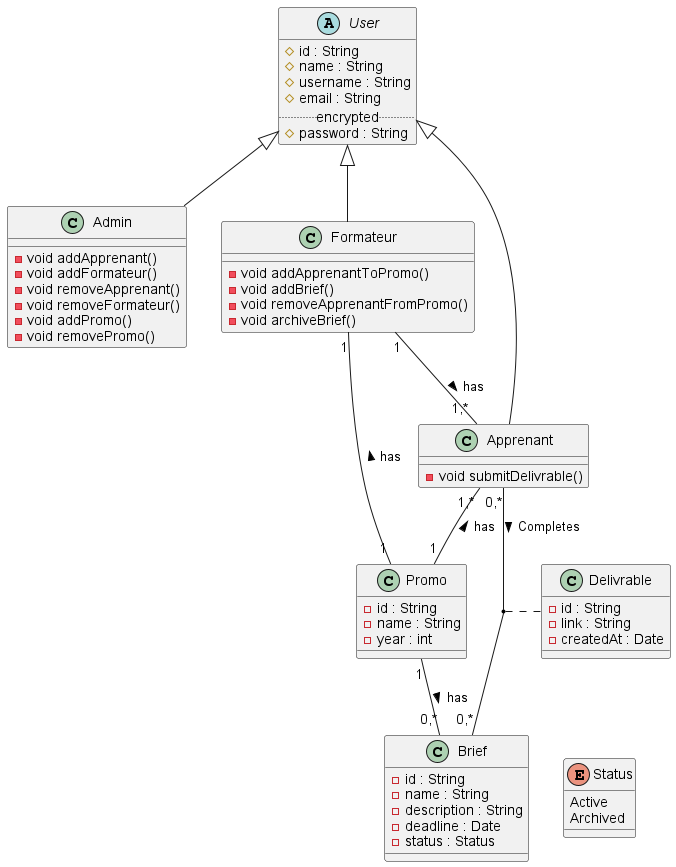 A User
id : String
name : String
username : String
email : String
encrypted
password : String
C Admin
void addApprenant()
void addFormateur()
void removeApprenant()
void removeFormateur()
void addPromo()
void removePromo()
C Formateur
void addApprenantToPromo()
void addBrief()
void removeApprenantFromPromo()
void archiveBrief()
1
1
has
1,*
C Apprenant
void submitDelivrable()
has
1
1,*
0,*
has
1
Completes
C Promo
id : String
name : String
year : int
C Delivrable
id : String
link : String
createdAt : Date
1
has
0,*
0,*
C Brief
id : String
name : String
description : String
deadline : Date
status : Status
E Status
Active
Archived